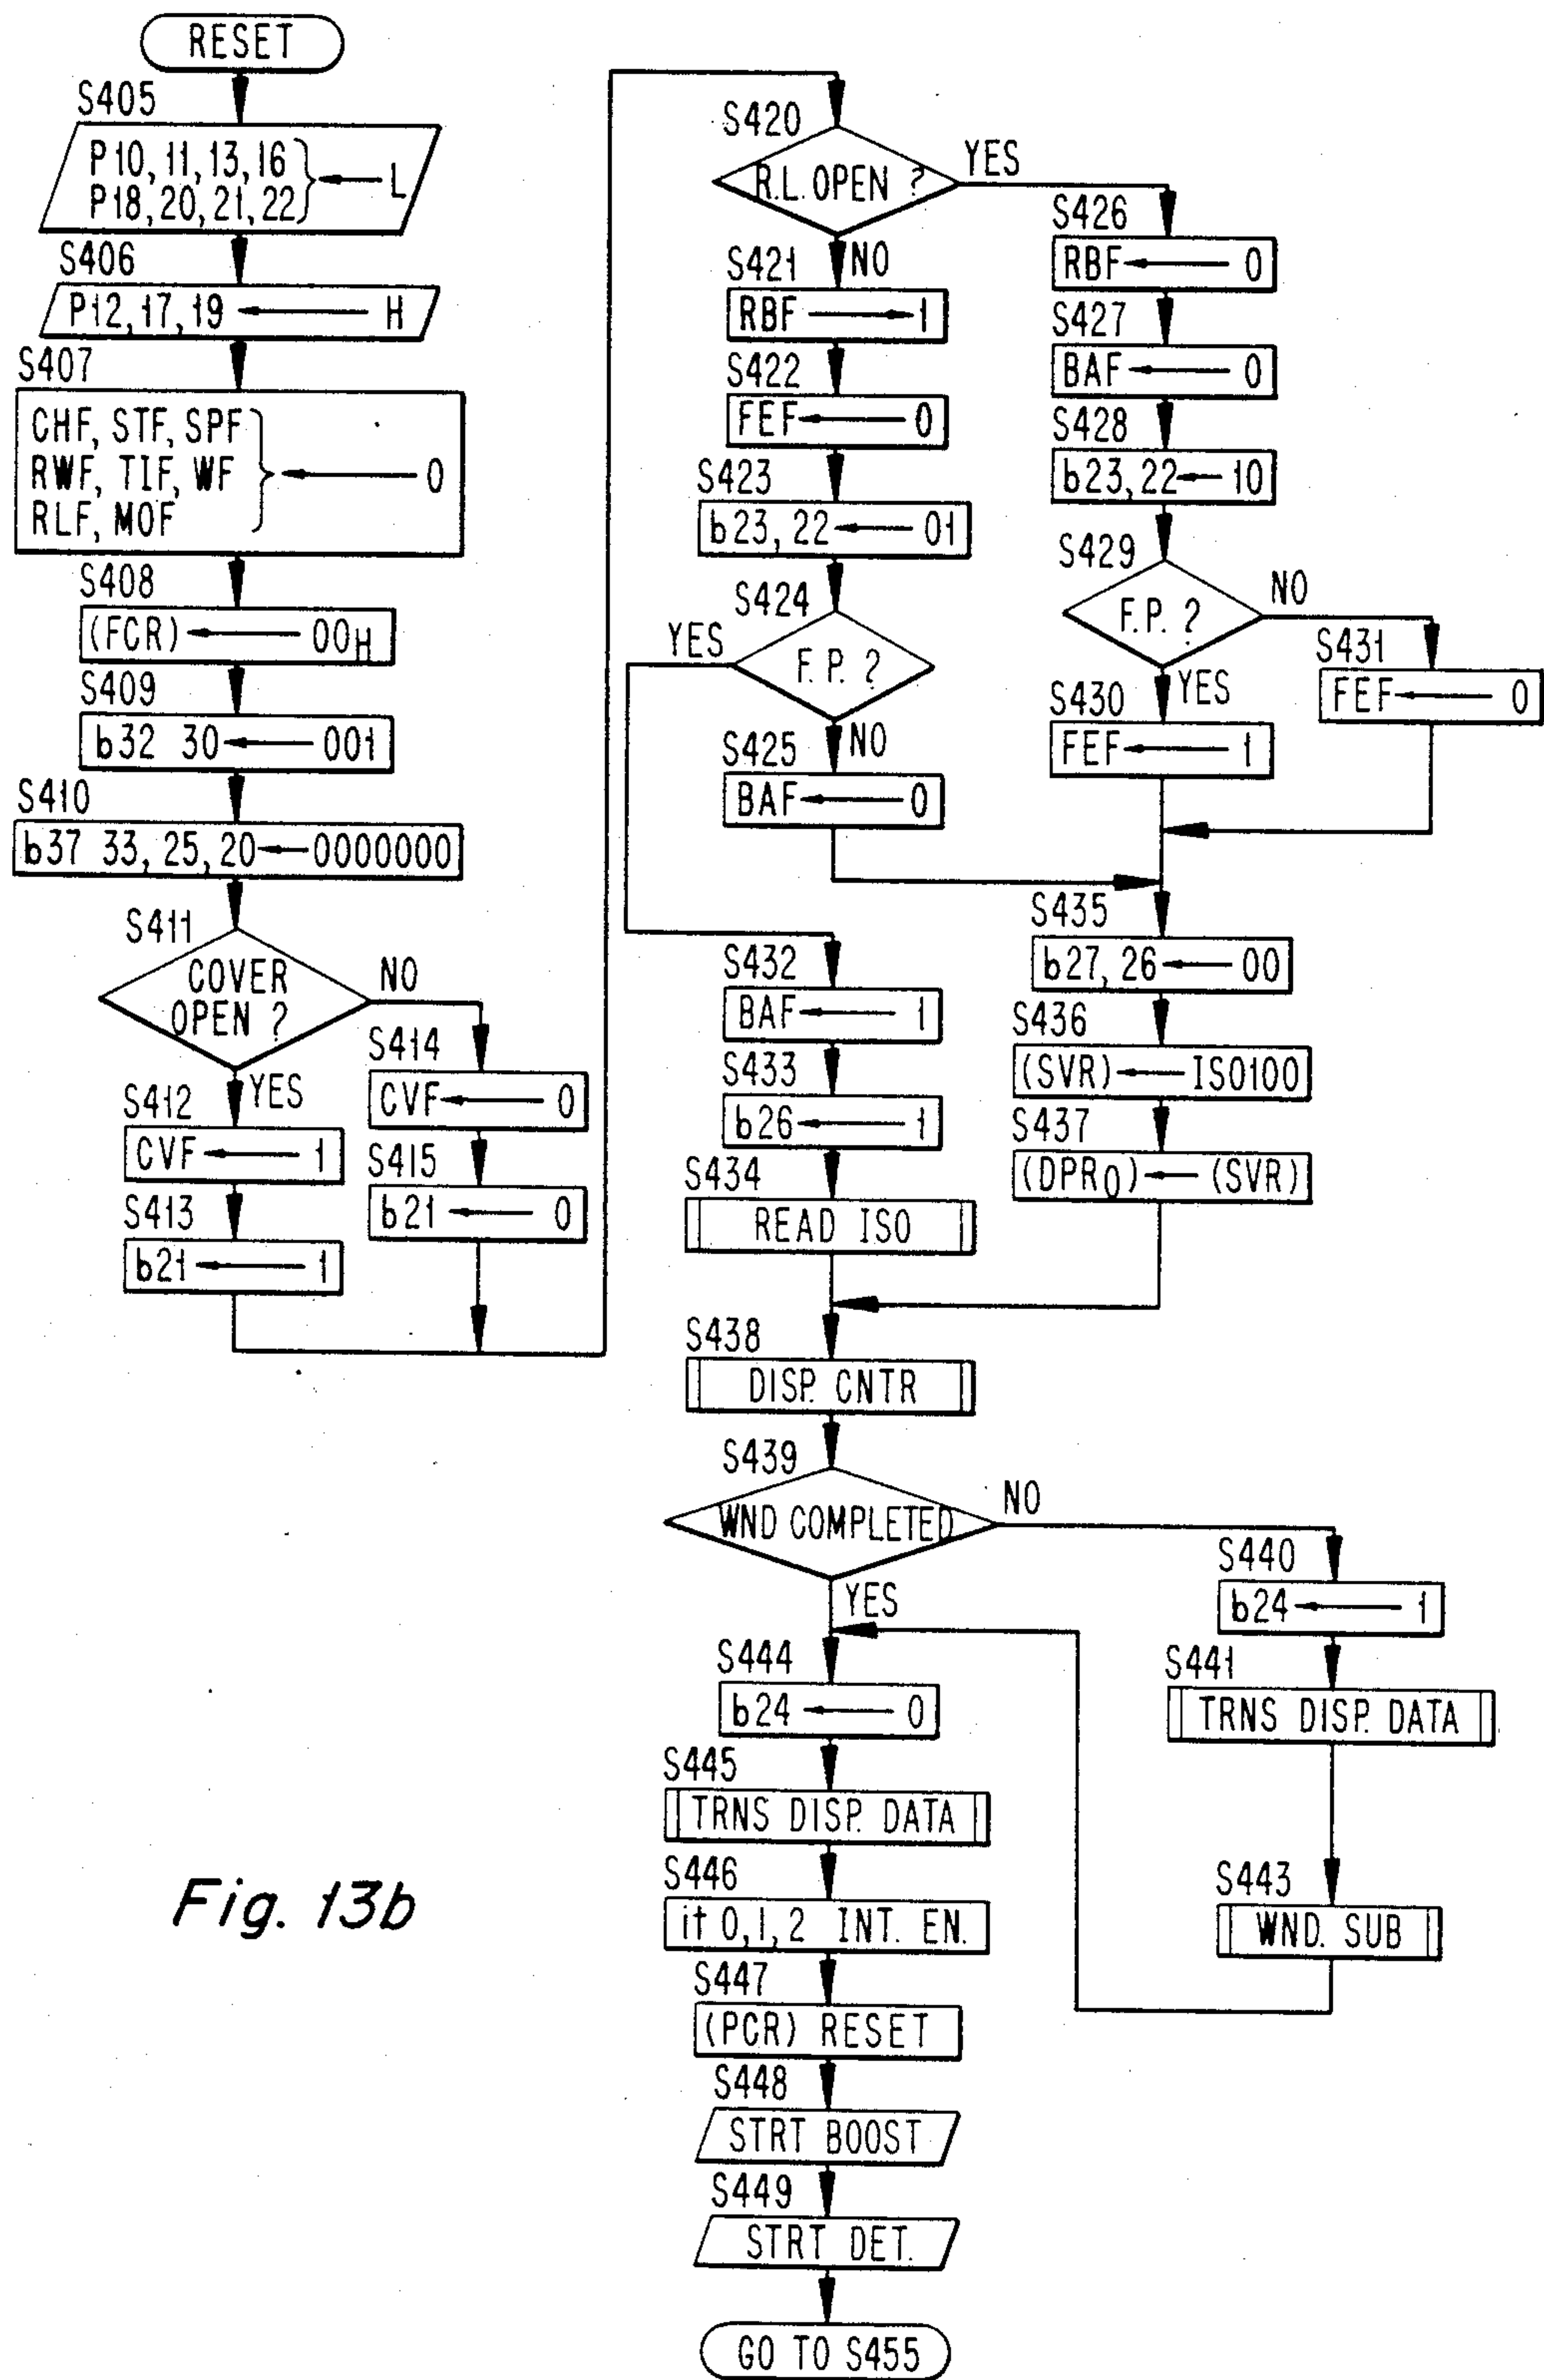 RESET
S405
P10, 11, 13, 16
P18, 20, 21, 22 } ← L
S406
P12, 17, 19 ← H
S407
CHF, STF, SPF
RWF, TIF, WF } ← 0
RLF, MOF
S408
(FCR) ← 00H
S409
b32 30 ← 001
S410
b37 33, 25, 20 ← 0000000
S411
COVER
OPEN ?
NO
YES
S412
CVF ← 1
S413
b21 ← 1
S414
CVF ← 0
S415
b21 ← 0
S420
R.L. OPEN ?
YES
NO
S421
RBF → 1
S422
FEF ← 0
S423
b23, 22 ← 01
S424
YES
F.P. ?
NO
S425
BAF ← 0
S426
RBF ← 0
S427
BAF ← 0
S428
b23, 22 ← 10
S429
F.P. ?
NO
YES
S430
FEF ← 1
S431
FEF ← 0
S432
BAF ← 1
S433
b26 ← 1
S434
READ ISO
S435
b27, 26 ← 00
S436
(SVR) ← ISO100
S437
(DPR0) ← (SVR)
S438
DISP. CNTR
S439
WND COMPLETED
NO
YES
S440
b24 ← 1
S441
TRNS DISP. DATA
S443
WND. SUB
S444
b24 ← 0
S445
TRNS DISP. DATA
S446
it 0, 1, 2 INT. EN.
S447
(PCR) RESET
S448
STRT BOOST
S449
STRT DET.
GO TO S455
Fig. 13b